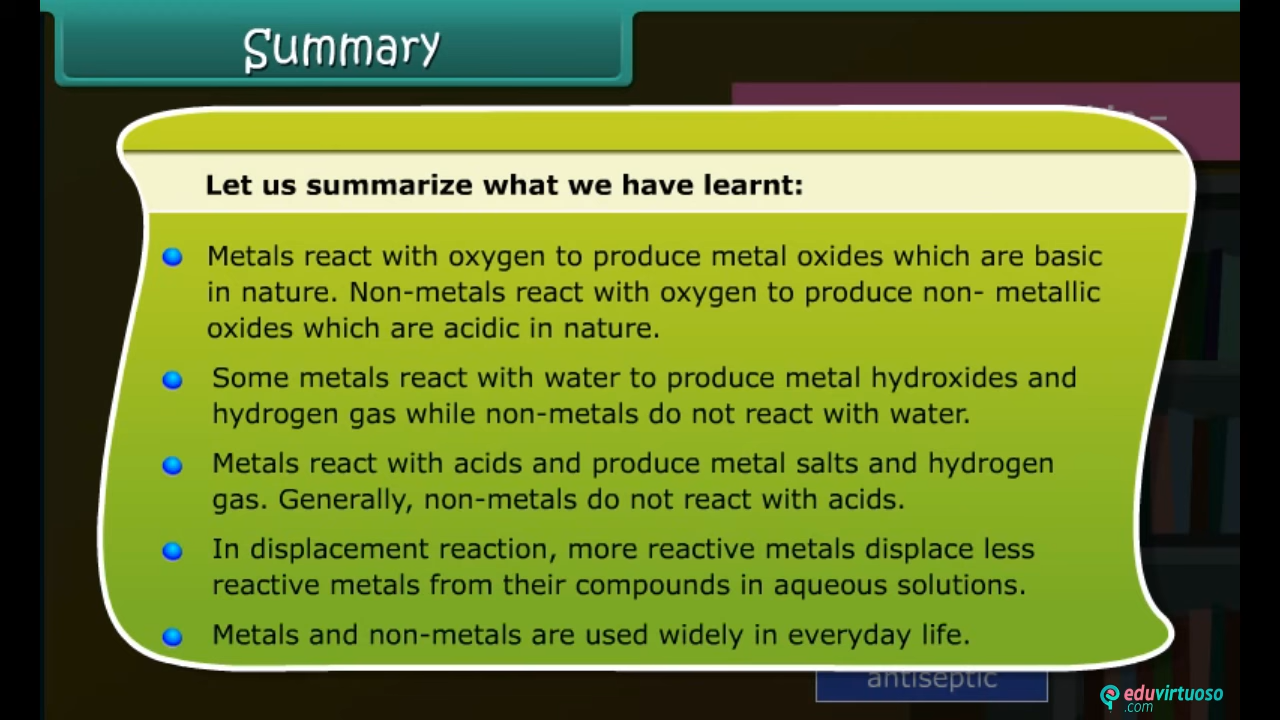 Summary
Let us summarize what we have learnt:
Metals react with oxygen to produce metal oxides which are basic
in nature. Non-metals react with oxygen to produce non- metallic
oxides which are acidic in nature.
Some metals react with water to produce metal hydroxides and
hydrogen gas while non-metals do not react with water.
Metals react with acids and produce metal salts and hydrogen
gas. Generally, non-metals do not react with acids.
In displacement reaction, more reactive metals displace less
reactive metals from their compounds in aqueous solutions.
Metals and non-metals are used widely in everyday life.
antiseptic
eduvirtuoso
.com